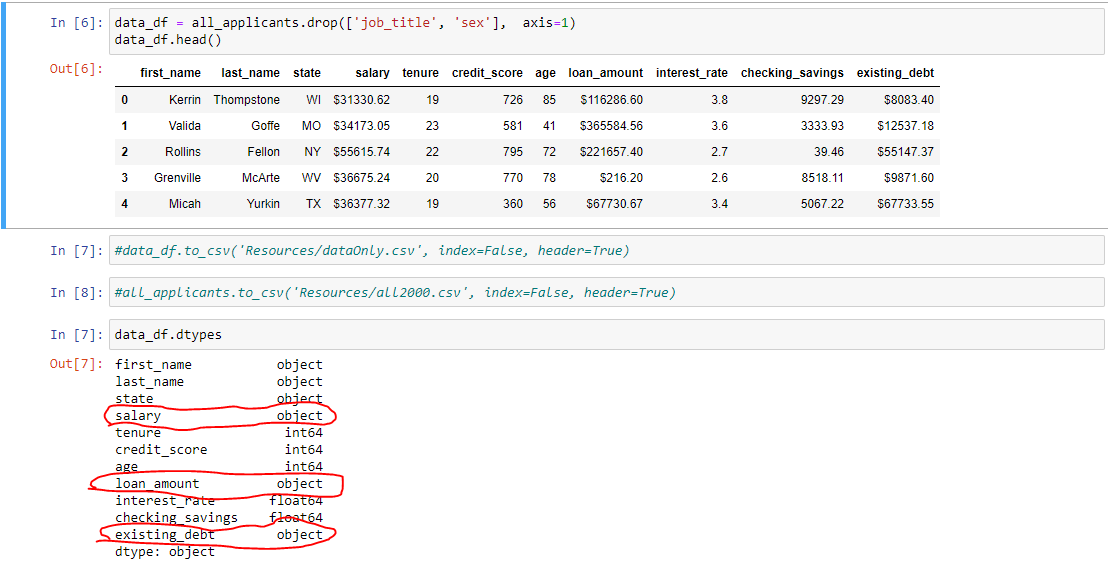 In [6]: data_df = all_applicants.drop(['job_title', 'sex'],  axis=1)
data_df.head()
Out[6]:
first_name last_name state salary tenure credit_score age loan_amount interest_rate checking_savings existing_debt
0 Kerrin Thompstone WI $31330.62 19 726 85 $116286.60 3.8 9297.29 $8083.40
1 Valida Goffe MO $34173.05 23 581 41 $365584.56 3.6 3333.93 $12537.18
2 Rollins Fellon NY $55615.74 22 795 72 $221657.40 2.7 39.46 $55147.37
3 Grenville McArte WV $36675.24 20 770 78 $216.20 2.6 8518.11 $9871.60
4 Micah Yurkin TX $36377.32 19 360 56 $67730.67 3.4 5067.22 $67733.55
In [7]: #data_df.to_csv('Resources/dataOnly.csv', index=False, header=True)
In [8]: #all_applicants.to_csv('Resources/all2000.csv', index=False, header=True)
In [7]: data_df.dtypes
Out[7]: first_name object
last_name object
state object
salary object
tenure int64
credit_score int64
age int64
loan_amount object
interest_rate float64
checking_savings float64
existing_debt object
dtype: object